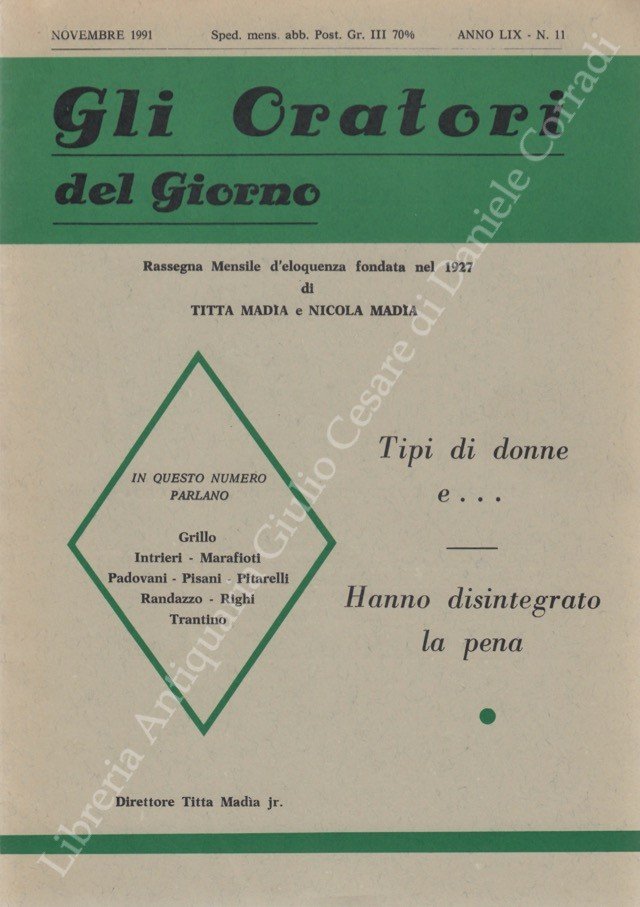 NOVEMBRE 1991 Sped. mens. abb. Post. Gr. III 70% ANNO LIX - N. 11
Gli Oratori
del Giorno
Rassegna Mensile d'eloquenza fondata nel 1927
di
TITTA MADÌA e NICOLA MADÌA
IN QUESTO NUMERO
PARLANO
Grillo
Intrieri - Marafioti
Padovani - Pisani - Pitarelli
Randazzo - Righi
Trantino
Tipi di donne
e...
Hanno disintegrato
la pena
Direttore Titta Madìa jr.
Libreria Antiquaria Giulio Cesare di Daniele Corradi